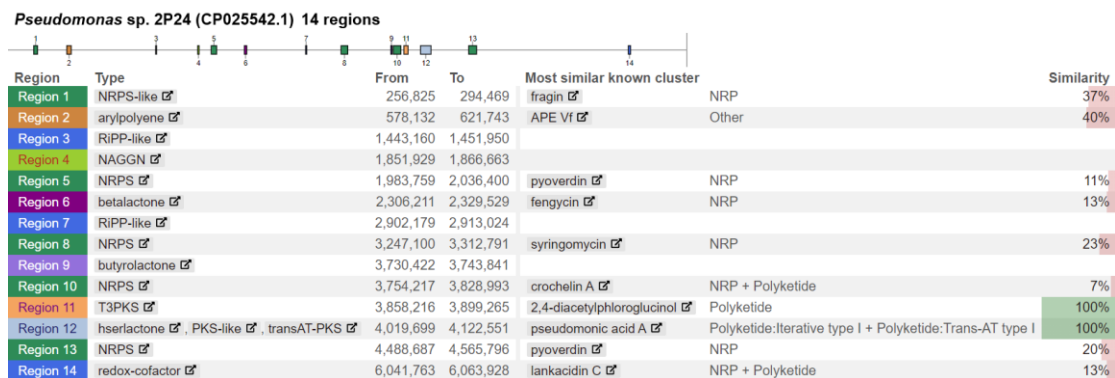 Pseudomonas sp. 2P24 (CP025542.1) 14 regions
1 3 5 7 9 11 13
2 4 6 8 10 12 14
Region Type From To Most similar known cluster Similarity
Region 1 NRPS-like 256,825 294,469 fragin NRP 37%
Region 2 arylpolyene 578,132 621,743 APE Vf Other 40%
Region 3 RiPP-like 1,443,160 1,451,950
Region 4 NAGGN 1,851,929 1,866,663
Region 5 NRPS 1,983,759 2,036,400 pyoverdin NRP 11%
Region 6 betalactone 2,306,211 2,329,529 fengycin NRP 13%
Region 7 RiPP-like 2,902,179 2,913,024
Region 8 NRPS 3,247,100 3,312,791 syringomycin NRP 23%
Region 9 butyrolactone 3,730,422 3,743,841
Region 10 NRPS 3,754,217 3,828,993 crochelin A NRP + Polyketide 7%
Region 11 T3PKS 3,858,216 3,899,265 2,4-diacetylphloroglucinol Polyketide 100%
Region 12 hserlactone , PKS-like , transAT-PKS 4,019,699 4,122,551 pseudomonic acid A Polyketide:Iterative type I + Polyketide:Trans-AT type I 100%
Region 13 NRPS 4,488,687 4,565,796 pyoverdin NRP 20%
Region 14 redox-cofactor 6,041,763 6,063,928 lankacidin C NRP + Polyketide 13%